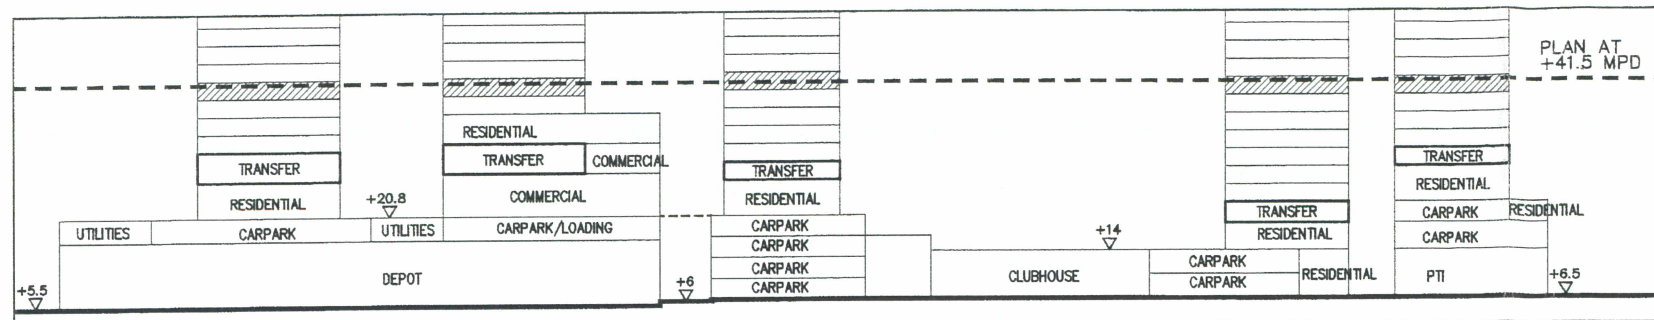 PLAN AT
+41.5 MPD
RESIDENTIAL
TRANSFER
COMMERCIAL
TRANSFER
TRANSFER
TRANSFER
RESIDENTIAL
COMMERCIAL
RESIDENTIAL
RESIDENTIAL
+20.8
TRANSFER
CARPARK
RESIDENTIAL
UTILITIES
CARPARK
UTILITIES
CARPARK/LOADING
CARPARK
+14
RESIDENTIAL
CARPARK
CARPARK
CARPARK
CARPARK
DEPOT
CLUBHOUSE
RESIDENTIAL
PTI
+6.5
+5.5
+6
CARPARK
CARPARK